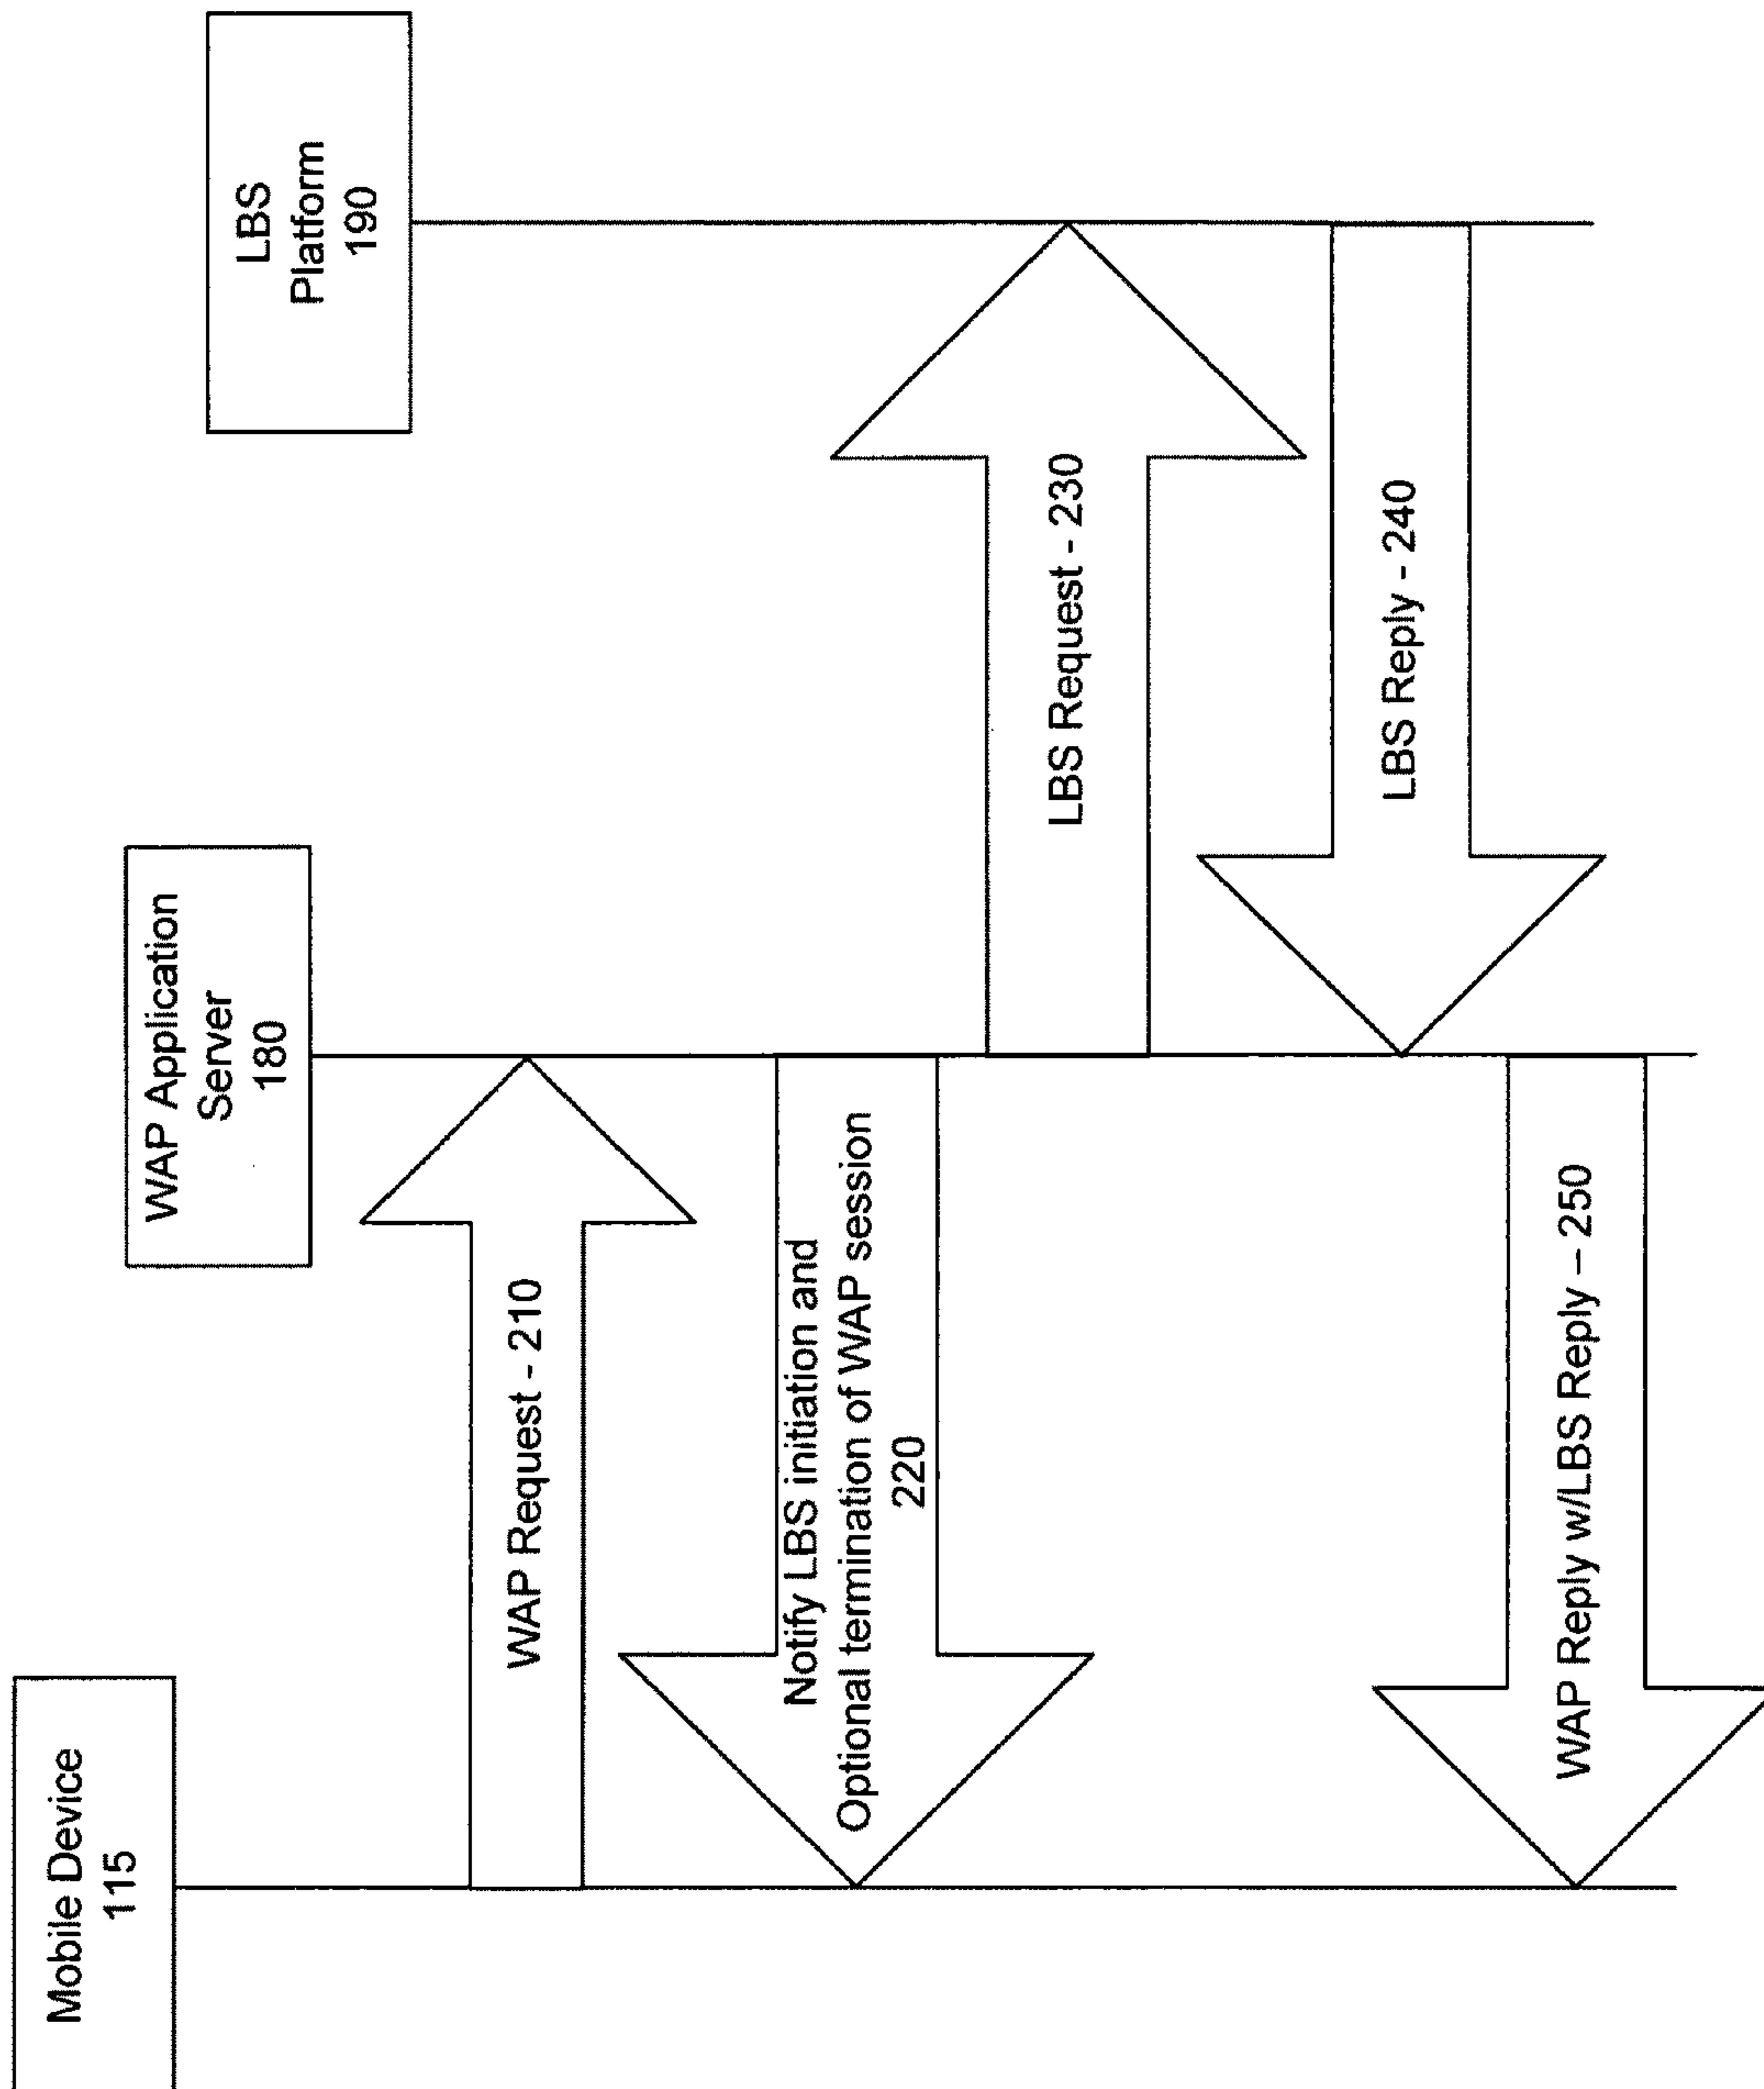 Mobile Device
115
WAP Application
Server
180
LBS
Platform
190
WAP Request - 210
Notify LBS initiation and
Optional termination of WAP session
220
LBS Request - 230
LBS Reply - 240
WAP Reply w/LBS Reply – 250